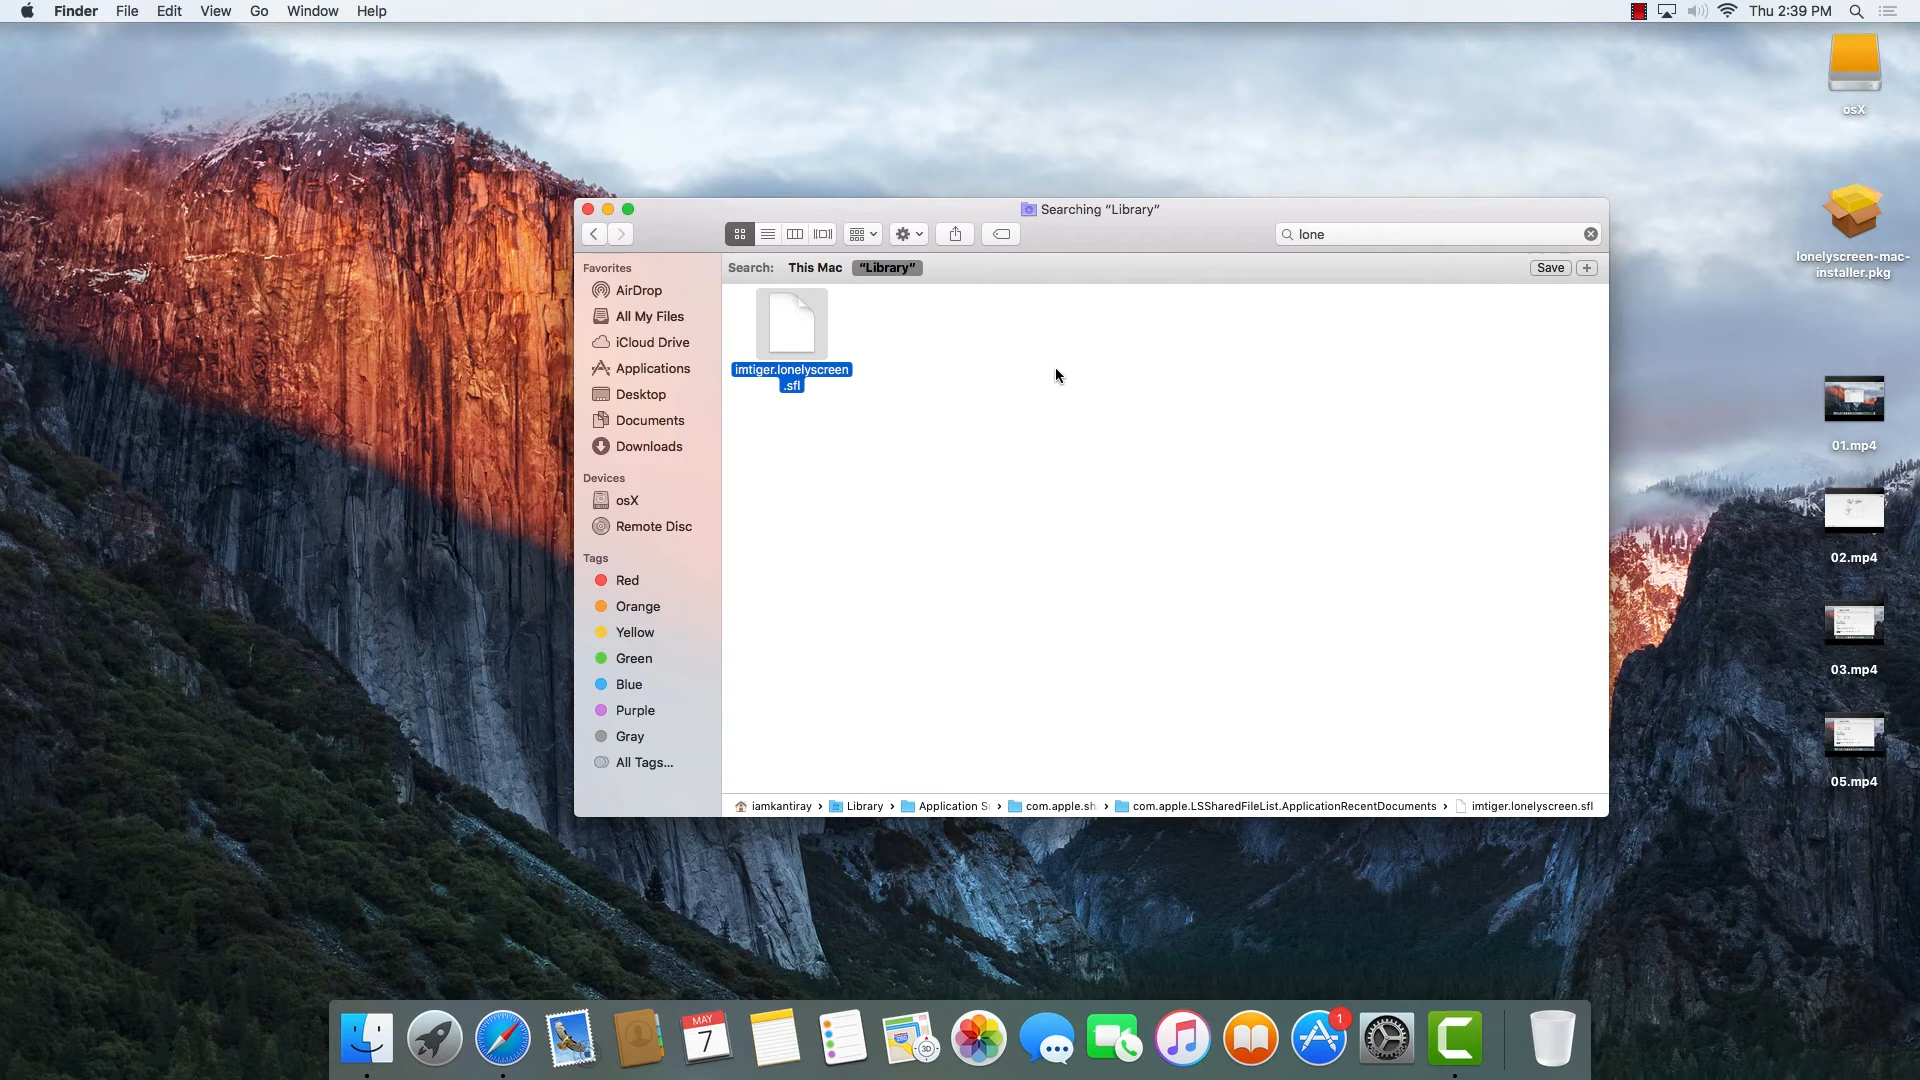 Finder File Edit View Go Window Help
Thu 2:39 PM
osX
lonelyscreen-mac-
installer.pkg
01.mp4
02.mp4
03.mp4
05.mp4
Searching "Library"
lone
Search: This Mac "Library"
Save
Favorites
AirDrop
All My Files
iCloud Drive
Applications
Desktop
Documents
Downloads
Devices
osX
Remote Disc
Tags
Red
Orange
Yellow
Green
Blue
Purple
Gray
All Tags...
imtiger.lonelyscreen
.sfl
iamkantiray › Library › Application S › com.apple.sh › com.apple.LSSharedFileList.ApplicationRecentDocuments › imtiger.lonelyscreen.sfl
MAY
7
280
3D
1